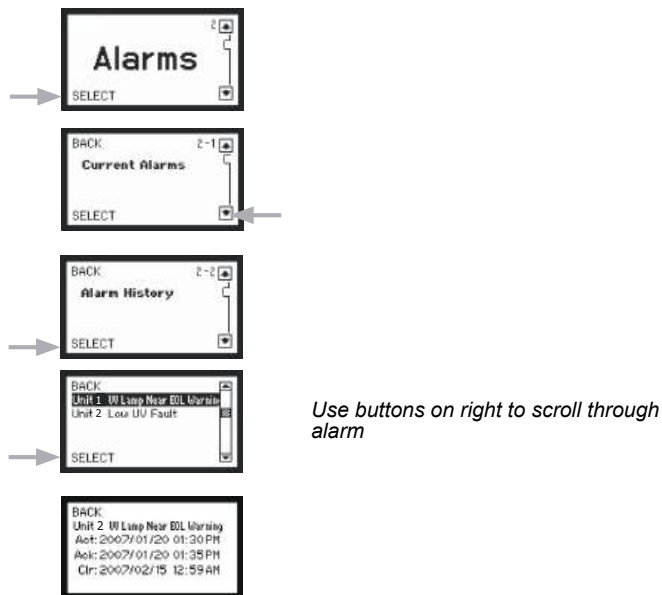 2
Alarms
SELECT
BACK 2-1
Current Alarms
SELECT
BACK 2-2
Alarm History
SELECT
BACK
Unit 1 UV Lamp Near EOL Warning
Unit 2 Low UV Fault
SELECT
Use buttons on right to scroll through
alarm
BACK
Unit 2 UV Lamp Near EOL Warning
Act: 2007/01/20 01:30PM
Ack: 2007/01/20 01:35PM
Clr: 2007/02/15 12:59AM